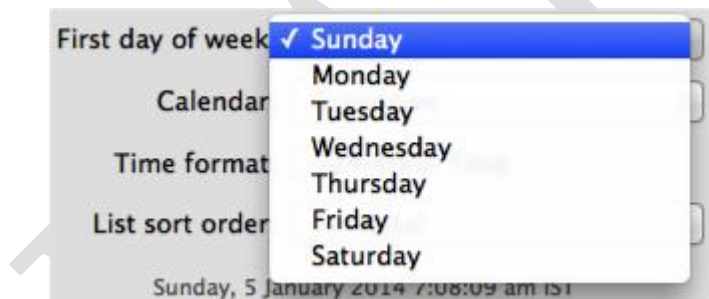 First day of week ✓ Sunday
Monday
Calendar
Tuesday
Wednesday
Time format
Thursday
List sort order
Friday
Saturday
Sunday, 5 January 2014 7:08:09 am IST